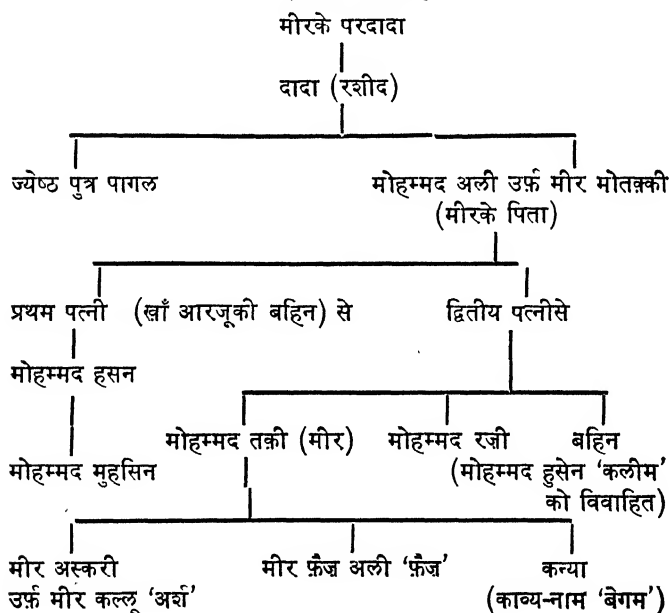 मीरके परदादा
दादा (रशीद)
ज्येष्ठ पुत्र पागल मोहम्मद अली उर्फ़ मीर मोतक़्क़ी
(मीरके पिता)
प्रथम पत्नी (खाँ आरजूकी बहिन) से द्वितीय पत्नीसे
मोहम्मद हसन
मोहम्मद तक़ी (मीर) मोहम्मद रज़ी बहिन
मोहम्मद मुहसिन (मोहम्मद हुसेन ‘कलीम’
को विवाहित)
मीर अस्करी मीर फ़ैज़ अली ‘फ़ैज़’ कन्या
उर्फ़ मीर कल्लू ‘अर्श’ (काव्य-नाम ‘बेगम’)